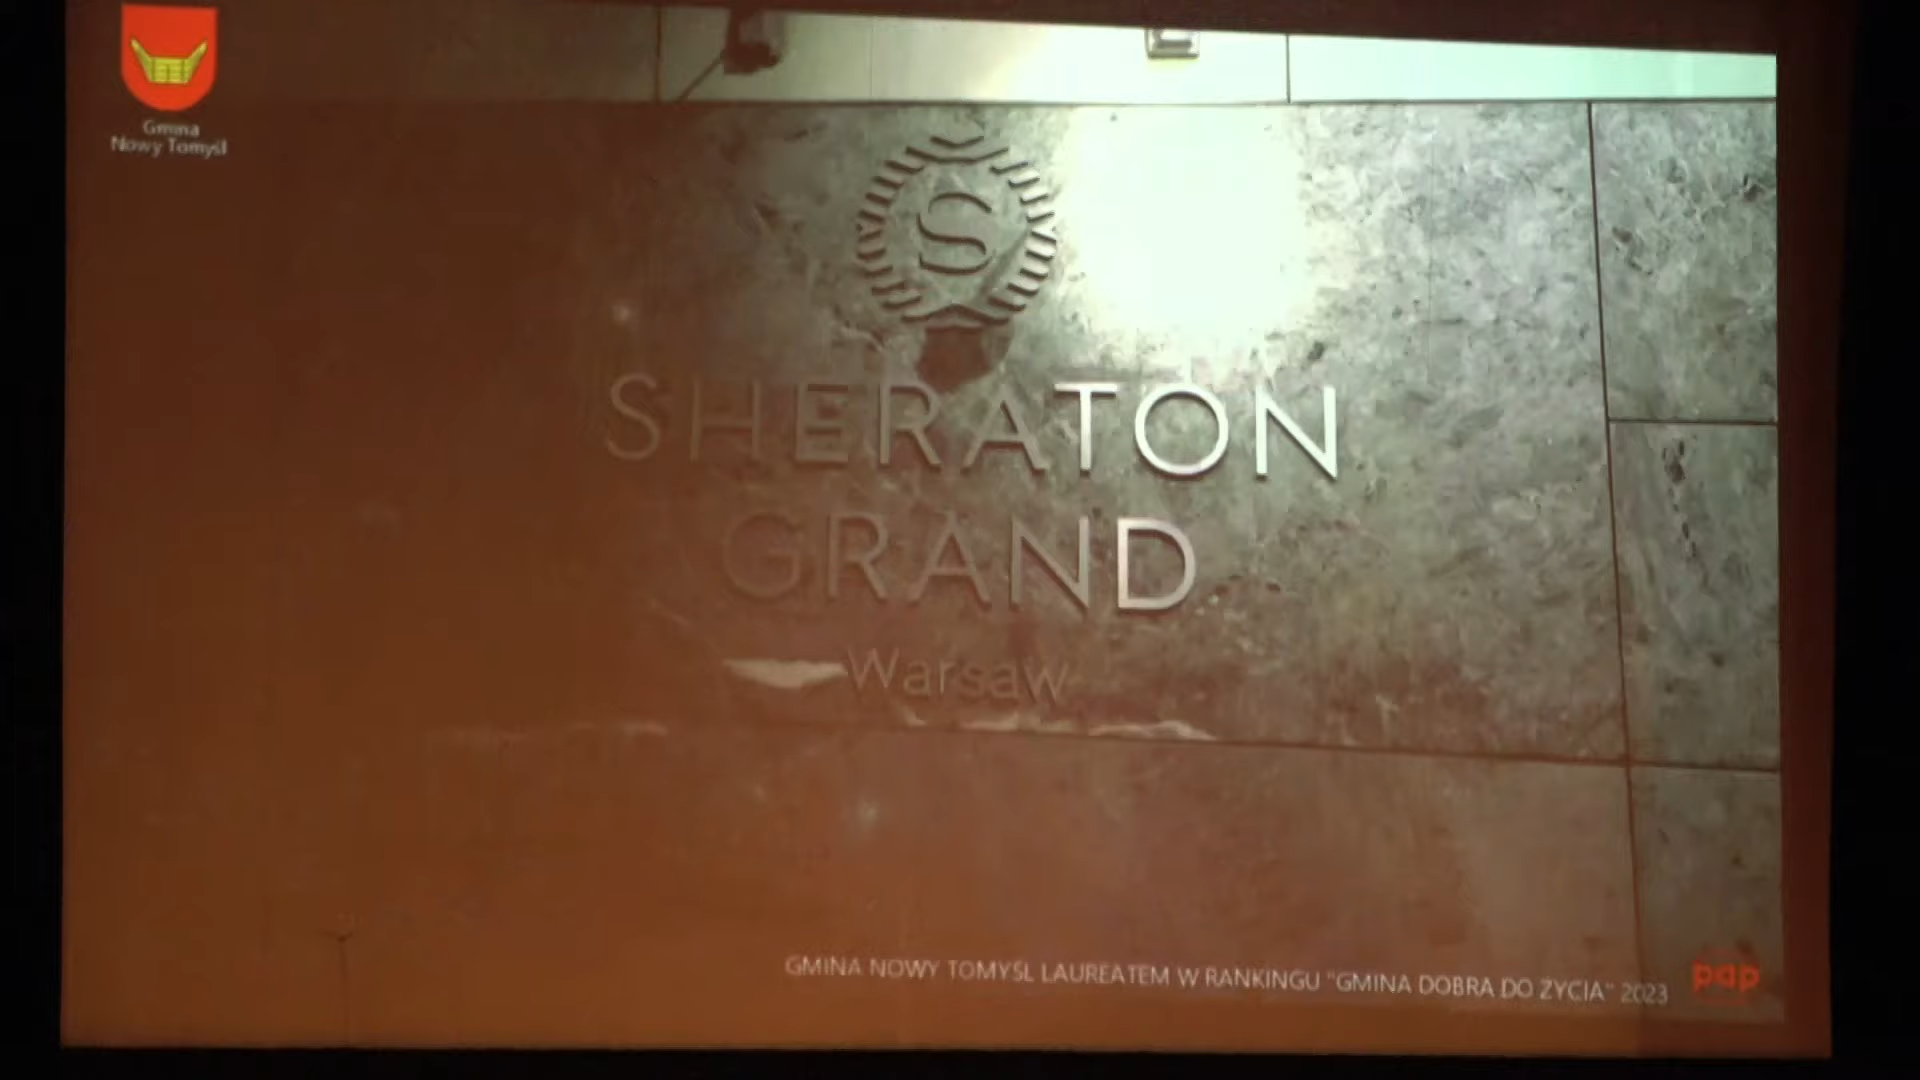 Gmina
Nowy Tomyśl
S
SHERATON
GRAND
Warsaw
GMINA NOWY TOMYŚL LAUREATEM W RANKINGU "GMINA DOBRA DO ŻYCIA" 2023
pap